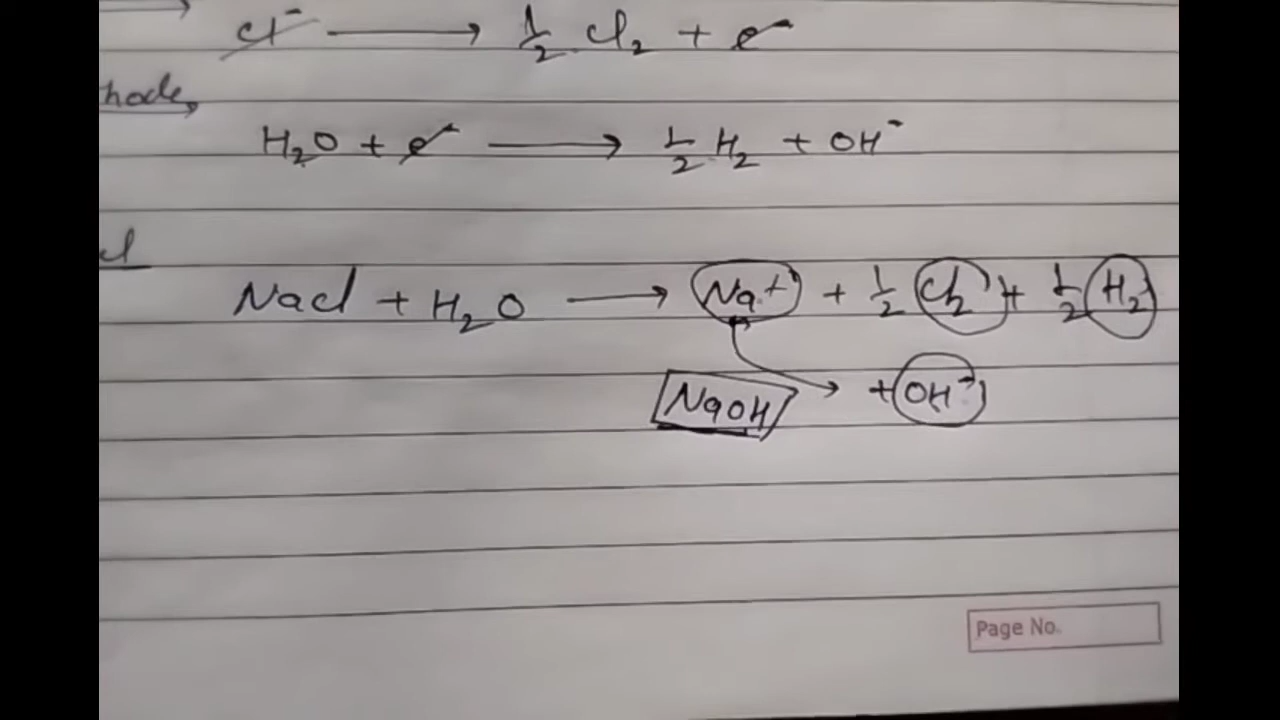 Cl⁻ ⟶ 1/2 Cl₂ + e⁻
hode,
H₂O + e⁻ ⟶ 1/2 H₂ + OH⁻
NaCl + H₂O ⟶ Na⁺ + 1/2 Cl₂ + 1/2 H₂
NaOH + OH⁻
Page No.